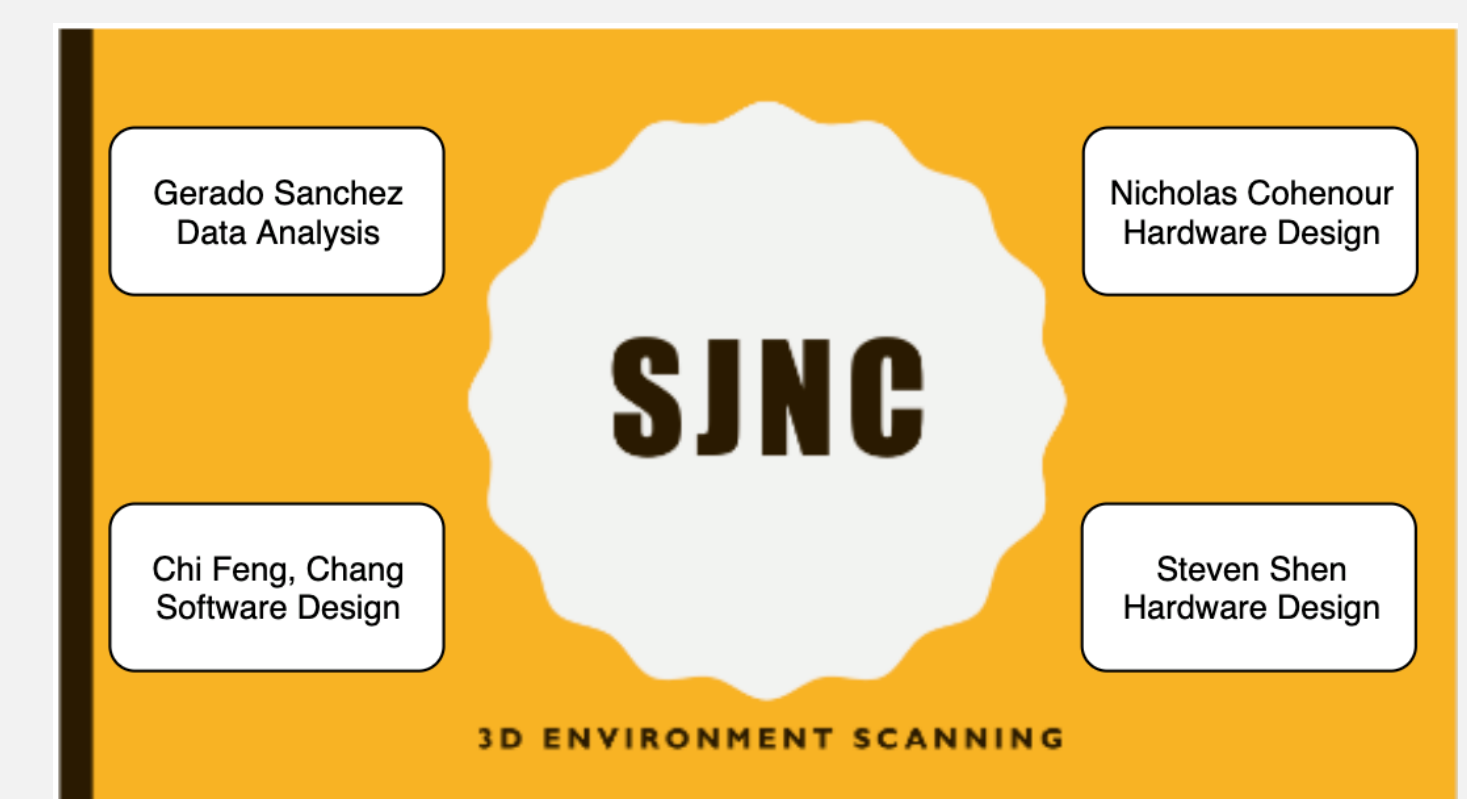 Gerado Sanchez
Data Analysis
Nicholas Cohenour
Hardware Design
SJNC
Chi Feng, Chang
Software Design
Steven Shen
Hardware Design
3D ENVIRONMENT SCANNING